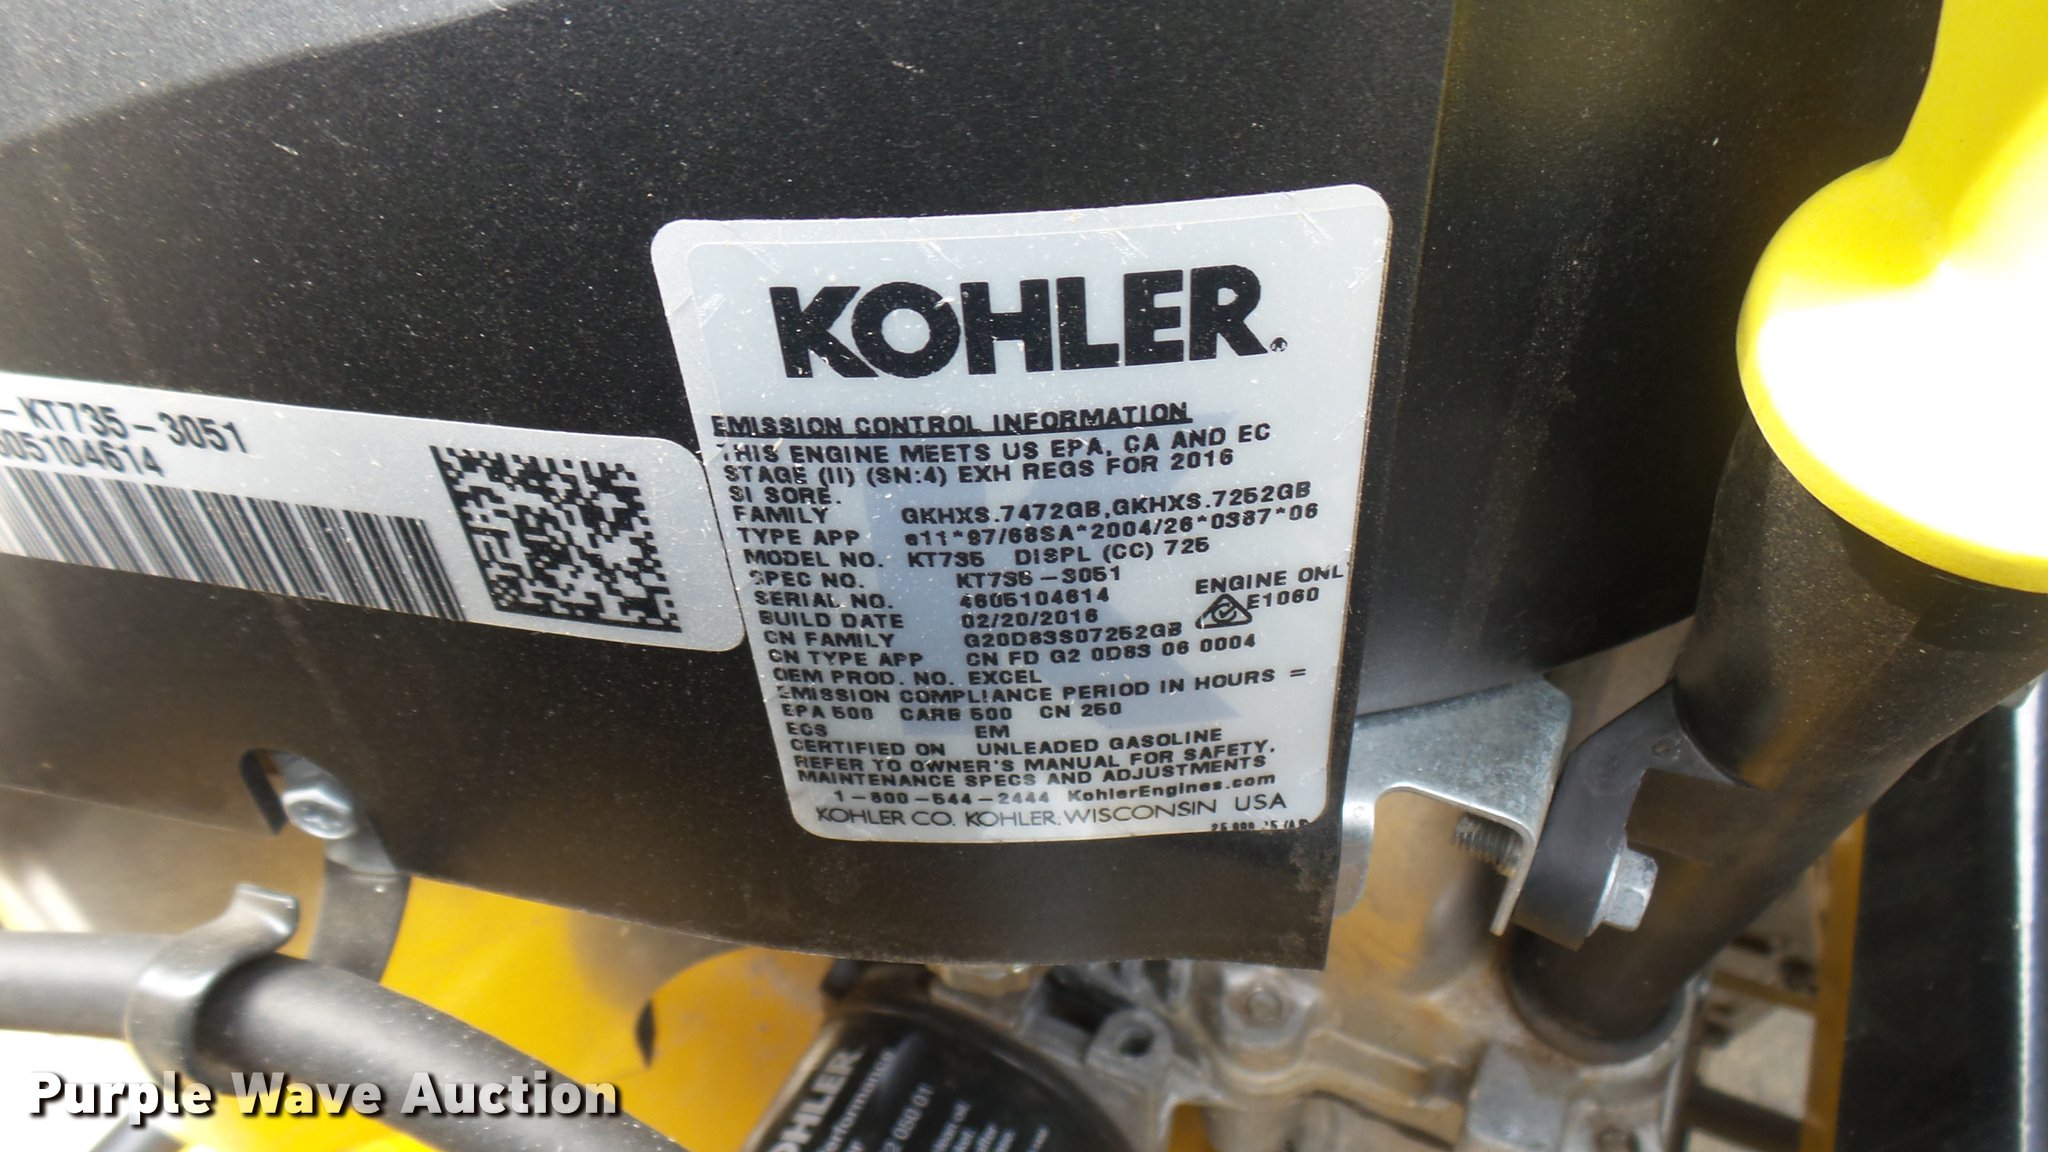 -KT735-3051
605104614
KOHLER.
EMISSION CONTROL INFORMATION
THIS ENGINE MEETS US EPA, CA AND EC
STAGE (II) (SN:4) EXH REGS FOR 2016
SI SORE.
FAMILY GKHXS.7472GB,GKHXS.7252GB
TYPE APP e11*97/68SA*2004/26*0387*06
MODEL NO. KT735 DISPL (CC) 725
SPEC NO. KT735-3051
SERIAL NO. 4605104614
ENGINE ONL
BUILD DATE 02/20/2016
E1060
CN FAMILY G20D83S07252GB
CN TYPE APP CN FD G2 0D83 06 0004
OEM PROD. NO. EXCEL
EMISSION COMPLIANCE PERIOD IN HOURS =
EPA 500 CARB 500 CN 250
ECS EM
CERTIFIED ON UNLEADED GASOLINE
REFER TO OWNER'S MANUAL FOR SAFETY,
MAINTENANCE SPECS AND ADJUSTMENTS
1-800-544-2444 KohlerEngines.com
KOHLER CO. KOHLER, WISCONSIN USA
OHLER
2 050 01
Purple Wave Auction